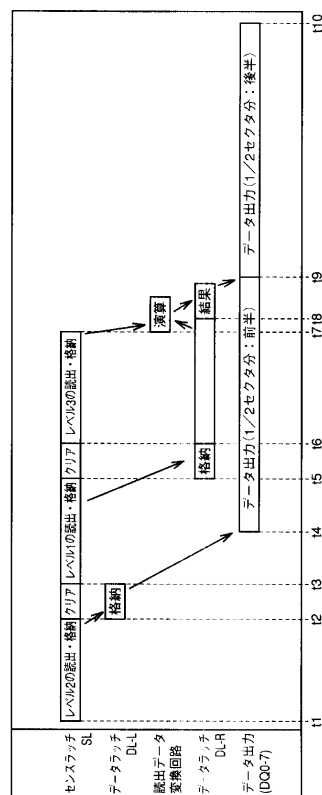 センスラッチ
SL
レベル2の読出・格納
クリア
レベル1の読出・格納
クリア
レベル3の読出・格納
データラッチ
DL-L
格納
読出データ
変換回路
演算
データラッチ
DL-R
格納
結果
データ出力
(DQ0-7)
データ出力(1/2セクタ分:前半)
データ出力(1/2セクタ分:後半)
t1
t2
t3
t4
t5
t6
t7
t8
t9
t10